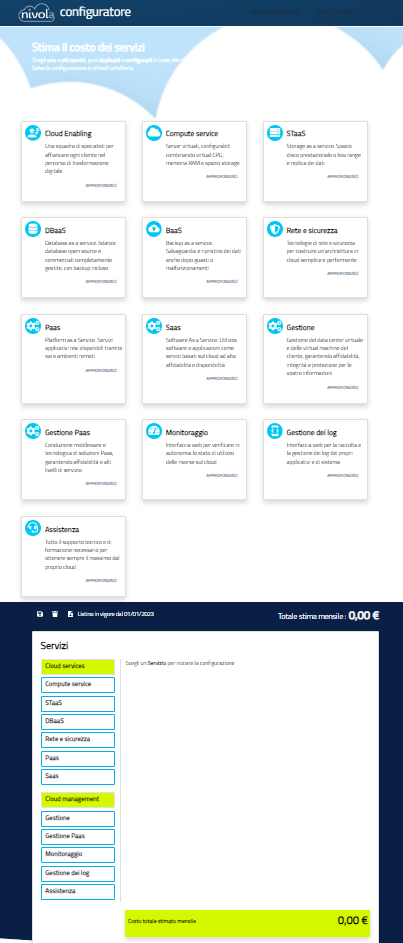 nivola configuratore
Stima il costo dei servizi
Scegli uno o più servizi, puoi duplicarli e configurarli in base alle
Salva la configurazione e richiedi un'offerta.
Cloud Enabling
Una squadra di specialisti per
affiancare ogni cliente nel
percorso di trasformazione
digitale
APPROFONDISCI
Compute service
Server virtuali, configurabili
combinando virtual CPU,
memoria RAM e spazio storage
APPROFONDISCI
STaaS
Storage as a service. Spazio
disco prestazionale o low range
e replica dei dati
APPROFONDISCI
DBaaS
Database as a service. Istanze
database open source e
commerciali completamente
gestite, con backup incluso
APPROFONDISCI
BaaS
Backup as a service
Salvaguardia e ripristino dei dati
anche dopo guasti o
malfunzionamenti
APPROFONDISCI
Rete e sicurezza
Tecnologie di rete e sicurezza
per costruire un'architettura in
cloud semplice e performante
APPROFONDISCI
Paas
Platform as a Service. Servizi
applicativi resi disponibili tramite
sw e ambienti remoti
APPROFONDISCI
Saas
Software As a Service. Utilizza
software e applicazioni come
servizi basati sul cloud ad alta
affidabilità e disponibilità
APPROFONDISCI
Gestione
Gestione del data center virtuale
e delle virtual machine del
cliente, garantendo affidabilità,
integrità e protezione per le
vostre informazioni
APPROFONDISCI
Gestione Paas
Conduzione middleware e
tecnologica di soluzioni Paas,
garantendo affidabilità e alti
livelli di servizio
APPROFONDISCI
Monitoraggio
Interfaccia web per verificare in
autonomia lo stato di utilizzo
delle risorse sul cloud
APPROFONDISCI
Gestione dei log
Interfaccia web per la raccolta e
la gestione dei log dei propri
applicativi e di sistema
APPROFONDISCI
Assistenza
Tutto il supporto tecnico e di
formazione necessario per
ottenere sempre il massimo dal
proprio cloud
APPROFONDISCI
Listino in vigore dal 01/01/2023
Totale stima mensile : 0,00 €
Servizi
Cloud services
Compute service
STaaS
DBaaS
Rete e sicurezza
Paas
Saas
Cloud management
Gestione
Gestione Paas
Monitoraggio
Gestione dei log
Assistenza
Scegli un Servizio per iniziare la configurazione
Costo totale stimato mensile 0,00 €